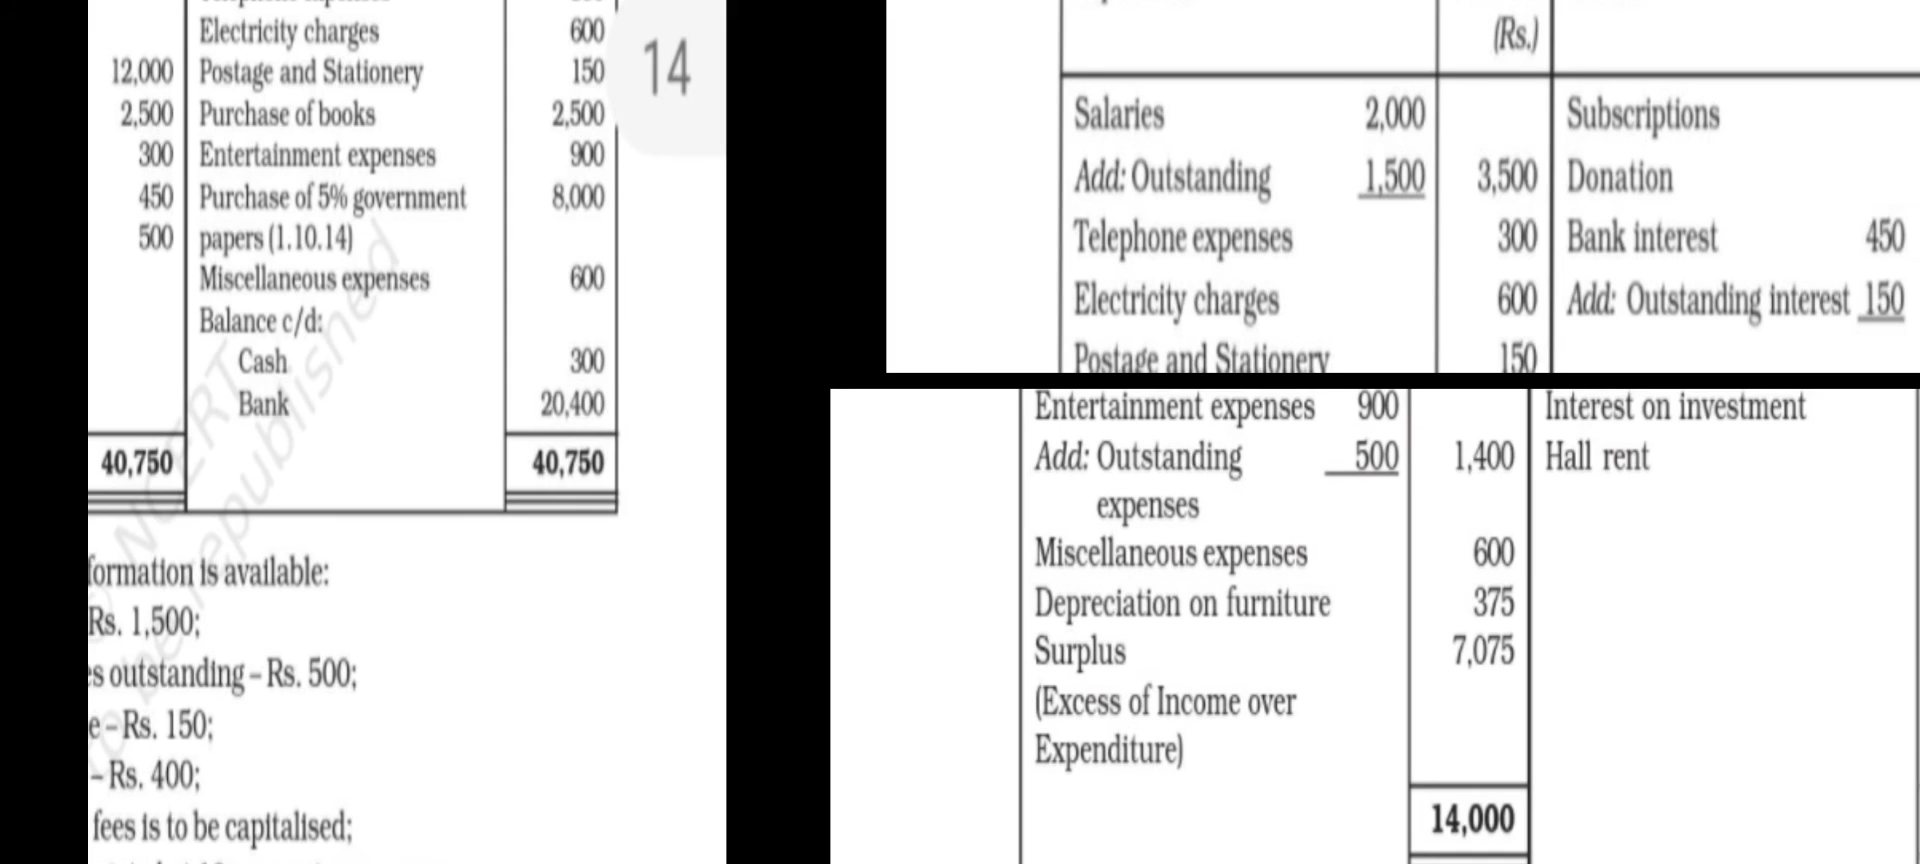 Electricity charges 600
12,000 Postage and Stationery 150
2,500 Purchase of books 2,500
300 Entertainment expenses 900
450 Purchase of 5% government 8,000
500 papers (1.10.14)
Miscellaneous expenses 600
Balance c/d:
Cash 300
Bank 20,400
40,750 40,750
formation is available:
Rs. 1,500;
es outstanding – Rs. 500;
e – Rs. 150;
– Rs. 400;
fees is to be capitalised;
NCERT
republished
14
(Rs.)
Salaries 2,000 Subscriptions
Add: Outstanding 1,500 3,500 Donation
Telephone expenses 300 Bank interest 450
Electricity charges 600 Add: Outstanding interest 150
Postage and Stationery 150
Entertainment expenses 900 Interest on investment
Add: Outstanding 500 1,400 Hall rent
expenses
Miscellaneous expenses 600
Depreciation on furniture 375
Surplus 7,075
(Excess of Income over
Expenditure)
14,000